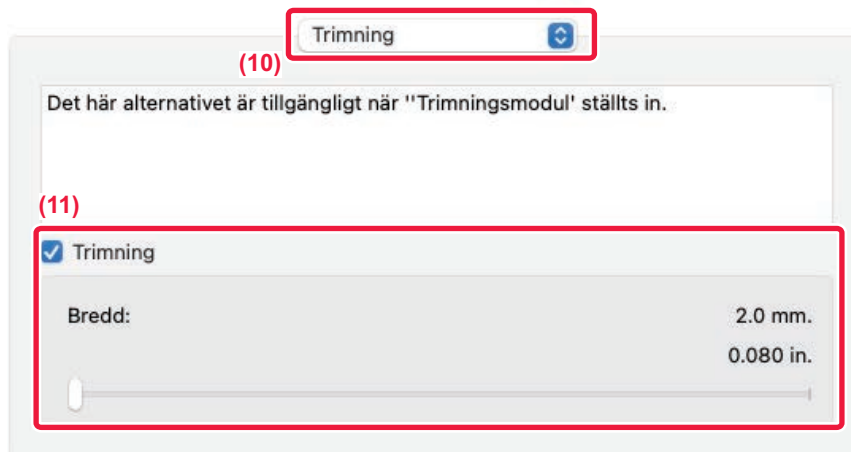 Trimning
(10)
Det här alternativet är tillgängligt när ''Trimningsmodul' ställts in.
(11)
Trimning
Bredd: 2.0 mm.
0.080 in.